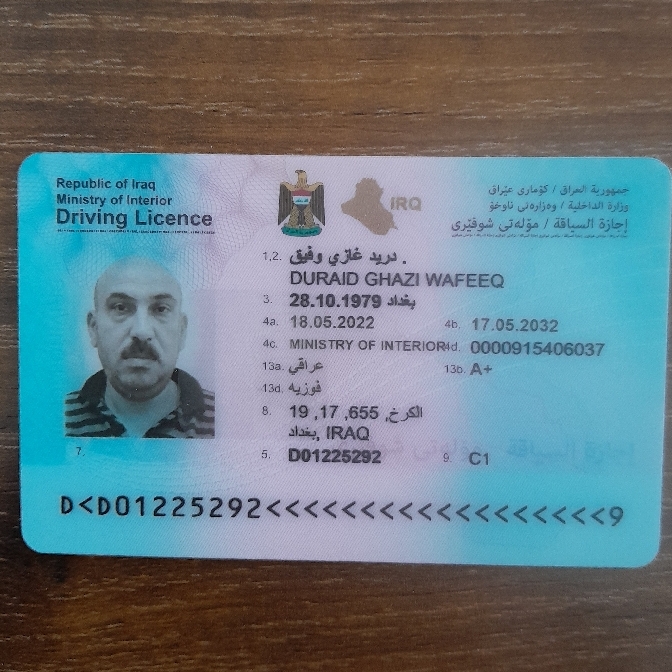 Republic of Iraq
Ministry of Interior
Driving Licence
IRQ
جمهورية العراق / كۆماری عێراق
وزارة الداخلية / وەزارەتی ناوخۆ
إجازة السياقة / مۆڵەتی شوفێری
1,2. دريد غازي وفيق .
DURAID GHAZI WAFEEQ
3. 28.10.1979 بغداد
4a. 18.05.2022 4b. 17.05.2032
4c. MINISTRY OF INTERIOR 4d. 0000915406037
13a. عراقي 13b. A+
13d. فوزيه
8. الكرخ, 655, 17, 19
بغداد, IRAQ
7.
5. D01225292 9. C1
D<D01225292<<<<<<<<<<<<<<<<<<9